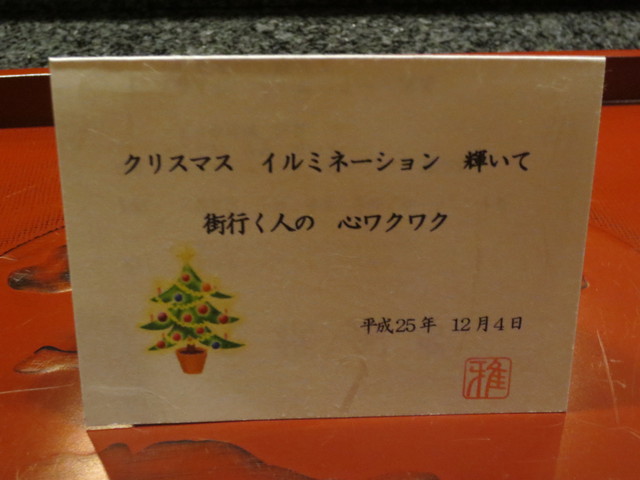 クリスマス　イルミネーション　輝いて
街行く人の　心ワクワク
平成25年　12月4日
雅